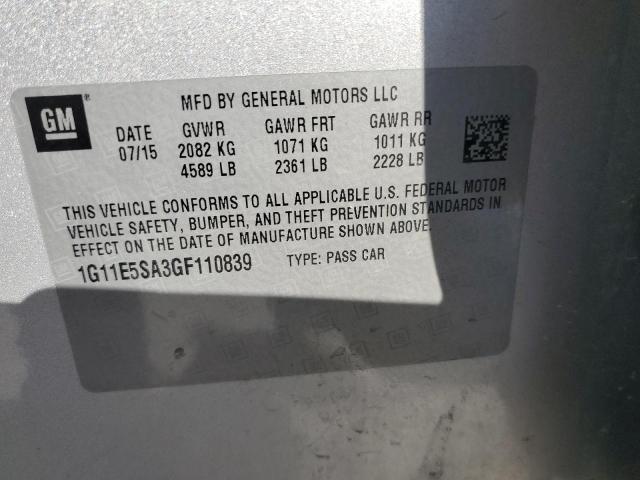 GM®
MFD BY GENERAL MOTORS LLC
DATE GVWR GAWR FRT GAWR RR
07/15 2082 KG 1071 KG 1011 KG
4589 LB 2361 LB 2228 LB
THIS VEHICLE CONFORMS TO ALL APPLICABLE U.S. FEDERAL MOTOR
VEHICLE SAFETY, BUMPER, AND THEFT PREVENTION STANDARDS IN
EFFECT ON THE DATE OF MANUFACTURE SHOWN ABOVE.
1G11E5SA3GF110839 TYPE: PASS CAR